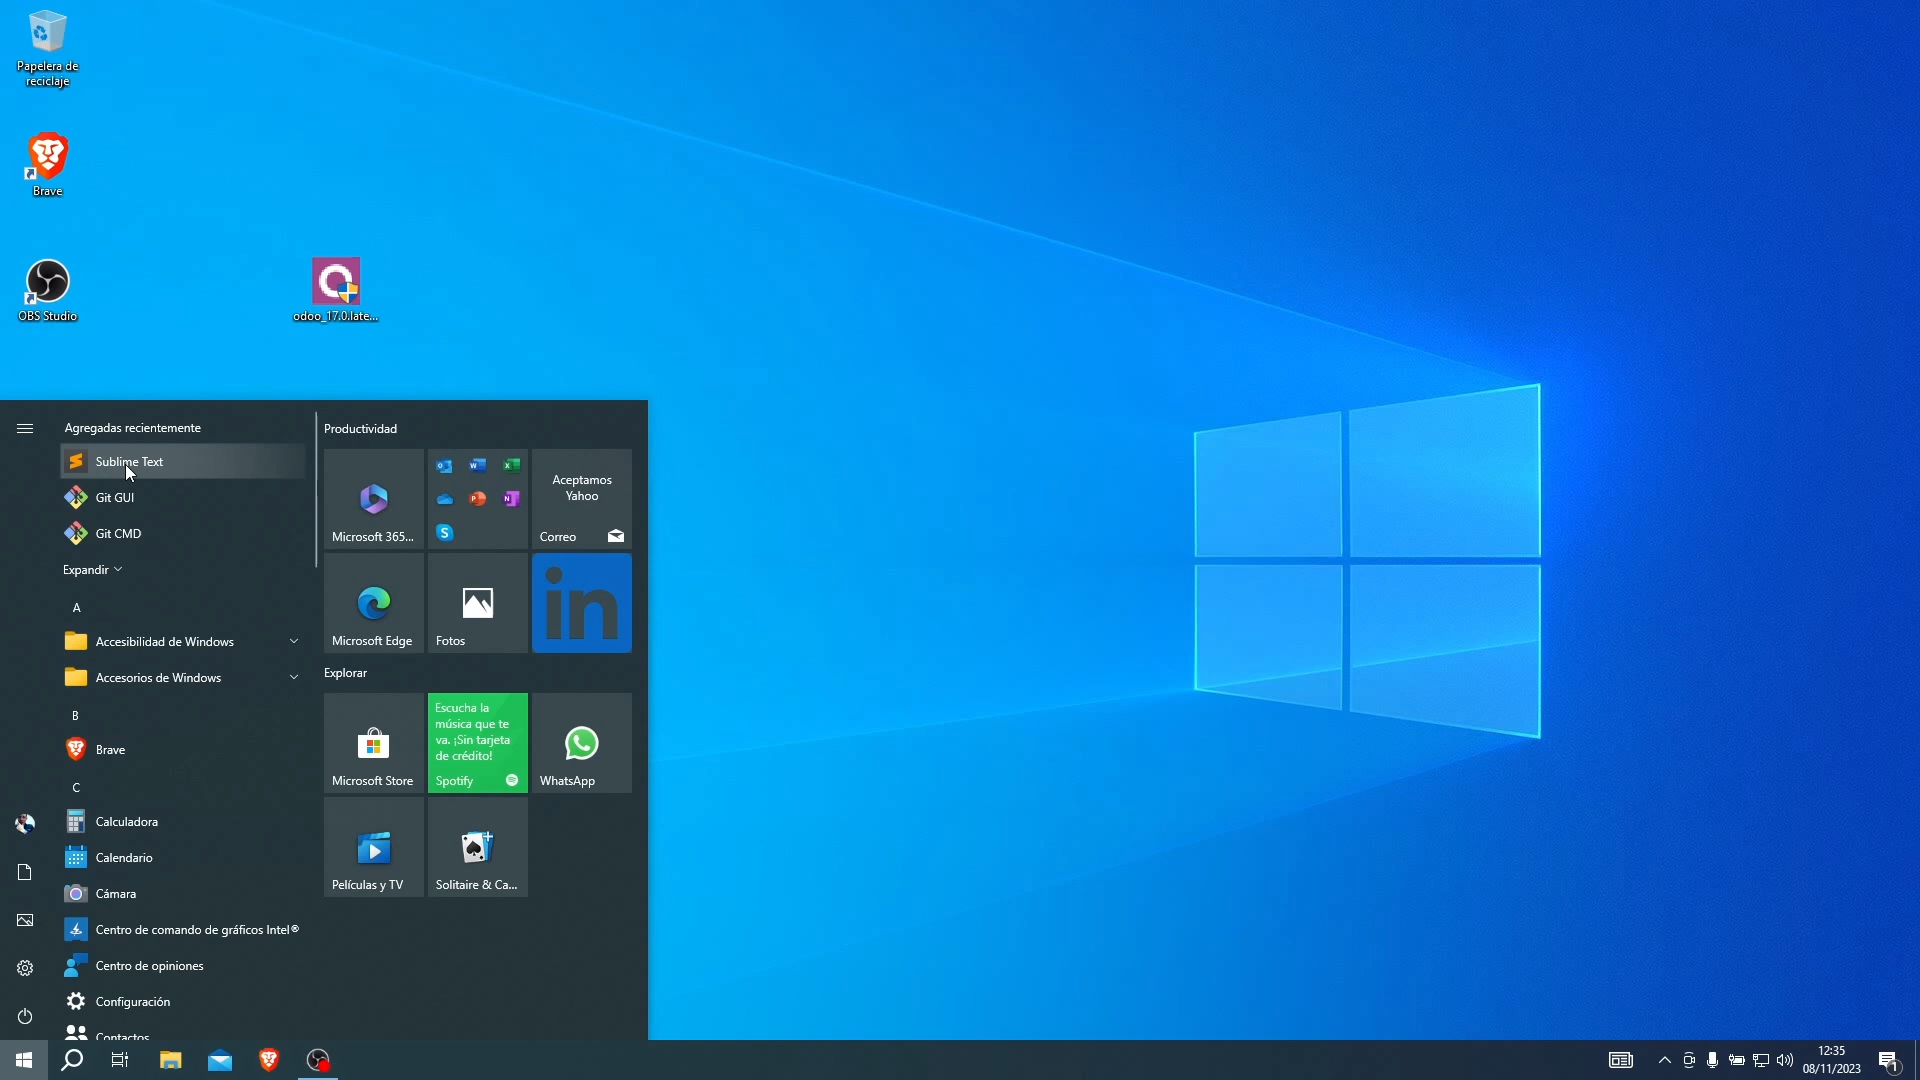 Papelera de
reciclaje
Brave
OBS Studio
odoo_17.0.late...
Agregadas recientemente
Sublime Text
Git GUI
Git CMD
Expandir
A
Accesibilidad de Windows
Accesorios de Windows
B
Brave
C
Calculadora
Calendario
Cámara
Centro de comando de gráficos Intel®
Centro de opiniones
Configuración
Contactos
Productividad
Microsoft 365...
Aceptamos
Yahoo
Correo
Microsoft Edge
Fotos
in
Explorar
Microsoft Store
Escucha la
música que te
va. ¡Sin tarjeta
de crédito!
Spotify
WhatsApp
Películas y TV
Solitaire & Ca...
12:35
08/11/2023
1